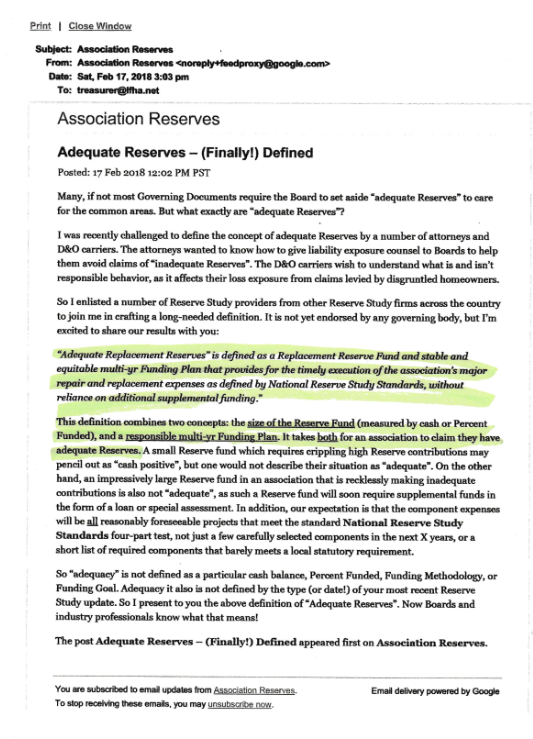 Print | Close Window
Subject: Association Reserves
From: Association Reserves <noreply+feedproxy@google.com>
Date: Sat, Feb 17, 2018 3:03 pm
To: treasurer@lfha.net
Association Reserves
Adequate Reserves – (Finally!) Defined
Posted: 17 Feb 2018 12:02 PM PST
Many, if not most Governing Documents require the Board to set aside “adequate Reserves” to care
for the common areas. But what exactly are “adequate Reserves”?
I was recently challenged to define the concept of adequate Reserves by a number of attorneys and
D&O carriers. The attorneys wanted to know how to give liability exposure counsel to Boards to help
them avoid claims of “inadequate Reserves”. The D&O carriers wish to understand what is and isn’t
responsible behavior, as it affects their loss exposure from claims levied by disgruntled homeowners.
So I enlisted a number of Reserve Study providers from other Reserve Study firms across the country
to join me in crafting a long-needed definition. It is not yet endorsed by any governing body, but I’m
excited to share our results with you:
“Adequate Replacement Reserves” is defined as a Replacement Reserve Fund and stable and
equitable multi-yr Funding Plan that provides for the timely execution of the association’s major
repair and replacement expenses as defined by National Reserve Study Standards, without
reliance on additional supplemental funding.”
This definition combines two concepts: the size of the Reserve Fund (measured by cash or Percent
Funded), and a responsible multi-yr Funding Plan. It takes both for an association to claim they have
adequate Reserves. A small Reserve fund which requires crippling high Reserve contributions may
pencil out as “cash positive”, but one would not describe their situation as “adequate”. On the other
hand, an impressively large Reserve fund in an association that is recklessly making inadequate
contributions is also not “adequate”, as such a Reserve fund will soon require supplemental funds in
the form of a loan or special assessment. In addition, our expectation is that the component expenses
will be all reasonably foreseeable projects that meet the standard National Reserve Study
Standards four-part test, not just a few carefully selected components in the next X years, or a
short list of required components that barely meets a local statutory requirement.
So “adequacy” is not defined as a particular cash balance, Percent Funded, Funding Methodology, or
Funding Goal. Adequacy it also is not defined by the type (or date!) of your most recent Reserve
Study update. So I present to you the above definition of “Adequate Reserves”. Now Boards and
industry professionals know what that means!
The post Adequate Reserves – (Finally!) Defined appeared first on Association Reserves.
You are subscribed to email updates from Association Reserves. Email delivery powered by Google
To stop receiving these emails, you may unsubscribe now.